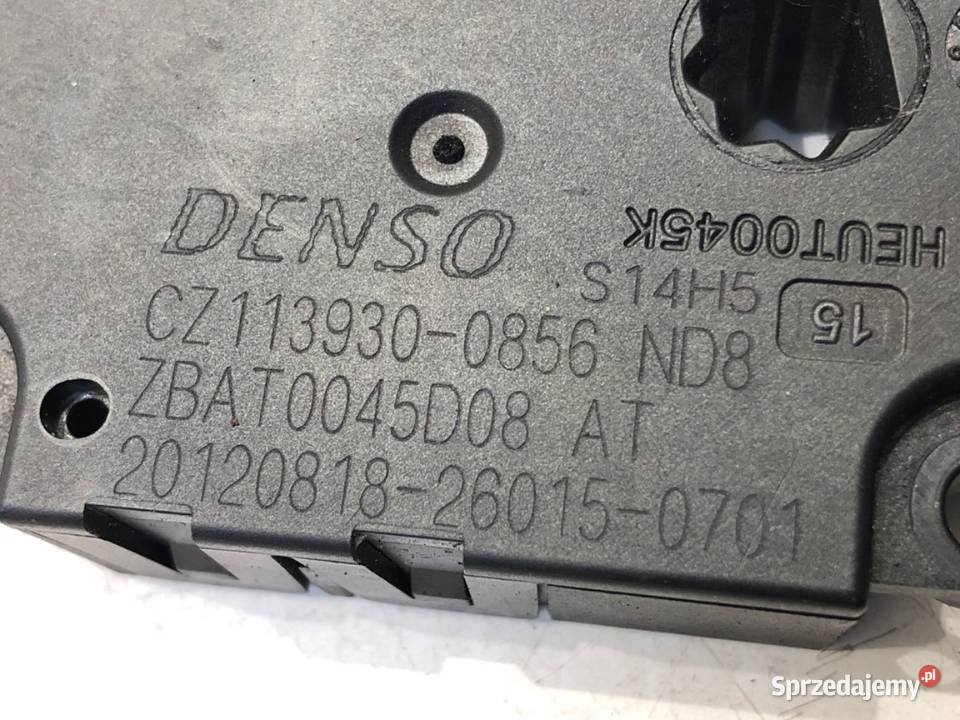 DENSO
HEUT0045K
S14H5
15
CZ113930-0856 ND8
ZBAT0045D08 AT
20120818-26015-0701
Sprzedajemy.pl